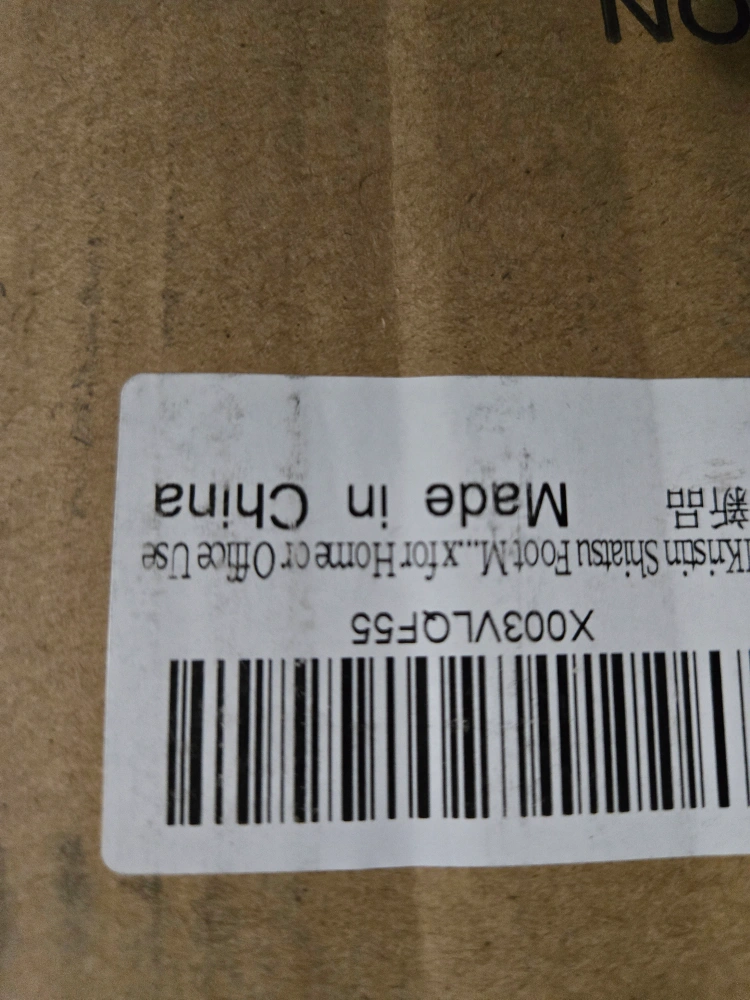 X003VLQF55
Kristin Shiatsu Foot M...x for Home or Office Use
新品 Made in China